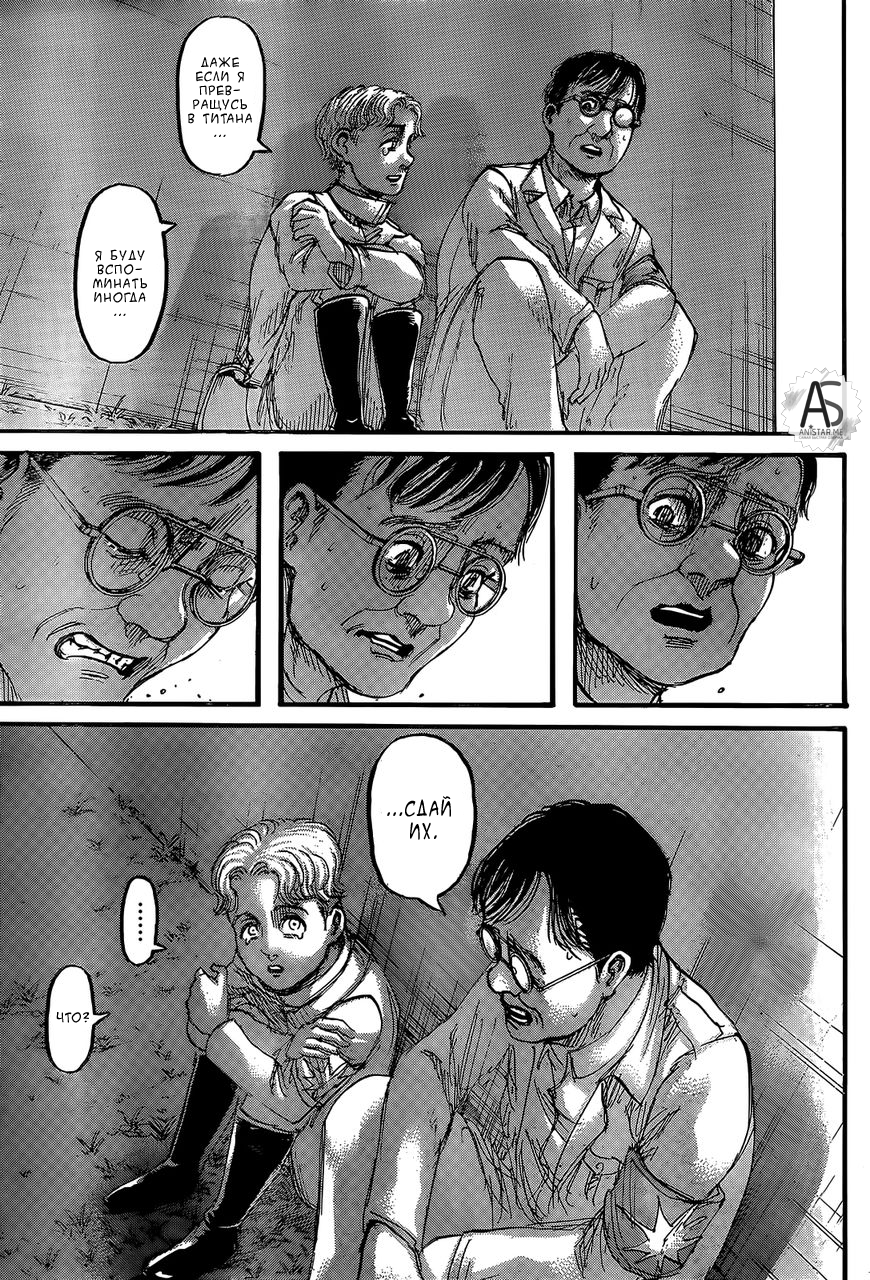 ДАЖЕ
ЕСЛИ Я
ПРЕВ-
РАЩУСЬ
В ТИТАНА
...
Я БУДУ
ВСПО-
МИНАТЬ
ИНОГДА
...
AS
ANISTAR.ME
...СДАЙ
ИХ.
......
ЧТО?